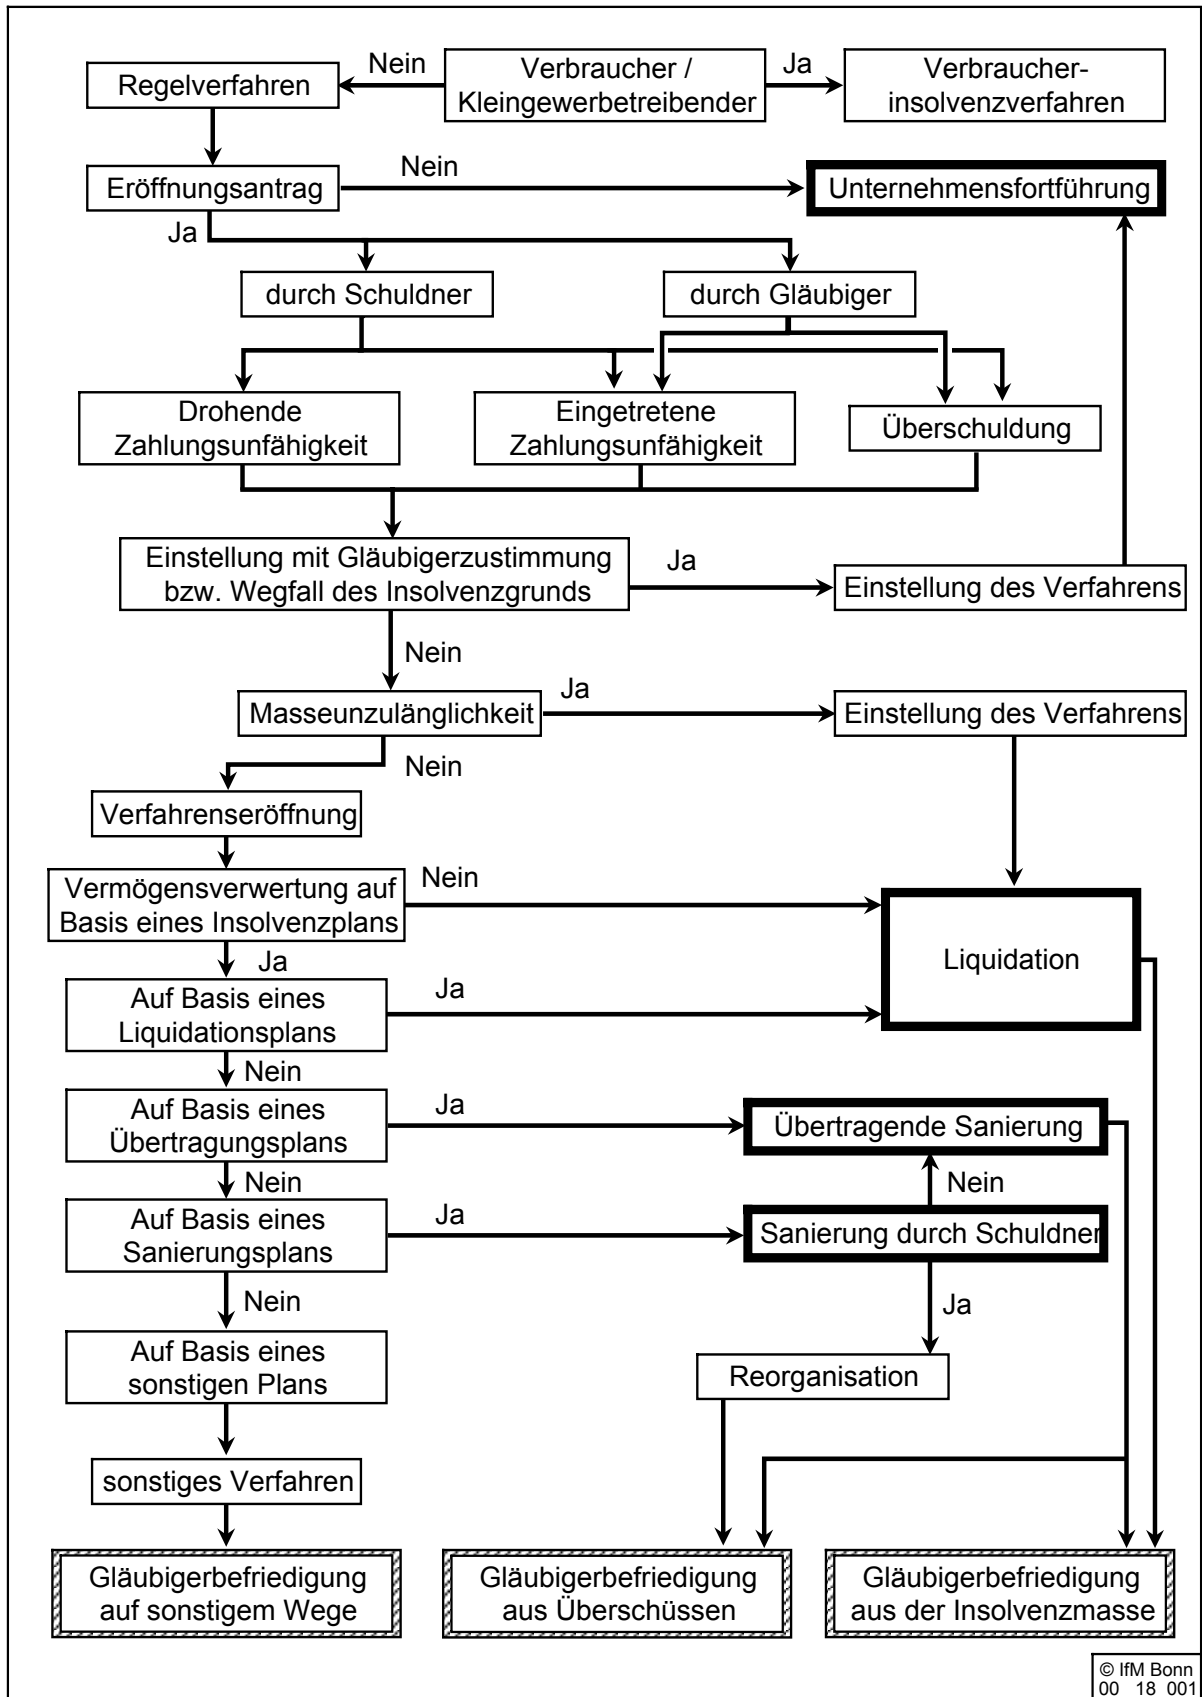 Nein
Verbraucher /
Kleingewerbetreibender
Ja
Verbraucher-
insolvenzverfahren
Regelverfahren
Eröffnungsantrag
Nein
Unternehmensfortführung
Ja
durch Schuldner
durch Gläubiger
Drohende
Zahlungsunfähigkeit
Eingetretene
Zahlungsunfähigkeit
Überschuldung
Einstellung mit Gläubigerzustimmung
bzw. Wegfall des Insolvenzgrunds
Ja
Einstellung des Verfahrens
Nein
Masseunzulänglichkeit
Ja
Einstellung des Verfahrens
Nein
Verfahrenseröffnung
Vermögensverwertung auf
Basis eines Insolvenzplans
Nein
Liquidation
Ja
Auf Basis eines
Liquidationsplans
Ja
Nein
Auf Basis eines
Übertragungsplans
Ja
Übertragende Sanierung
Nein
Nein
Auf Basis eines
Sanierungsplans
Ja
Sanierung durch Schuldner
Nein
Ja
Auf Basis eines
sonstigen Plans
Reorganisation
sonstiges Verfahren
Gläubigerbefriedigung
auf sonstigem Wege
Gläubigerbefriedigung
aus Überschüssen
Gläubigerbefriedigung
aus der Insolvenzmasse
© IfM Bonn
00 18 001